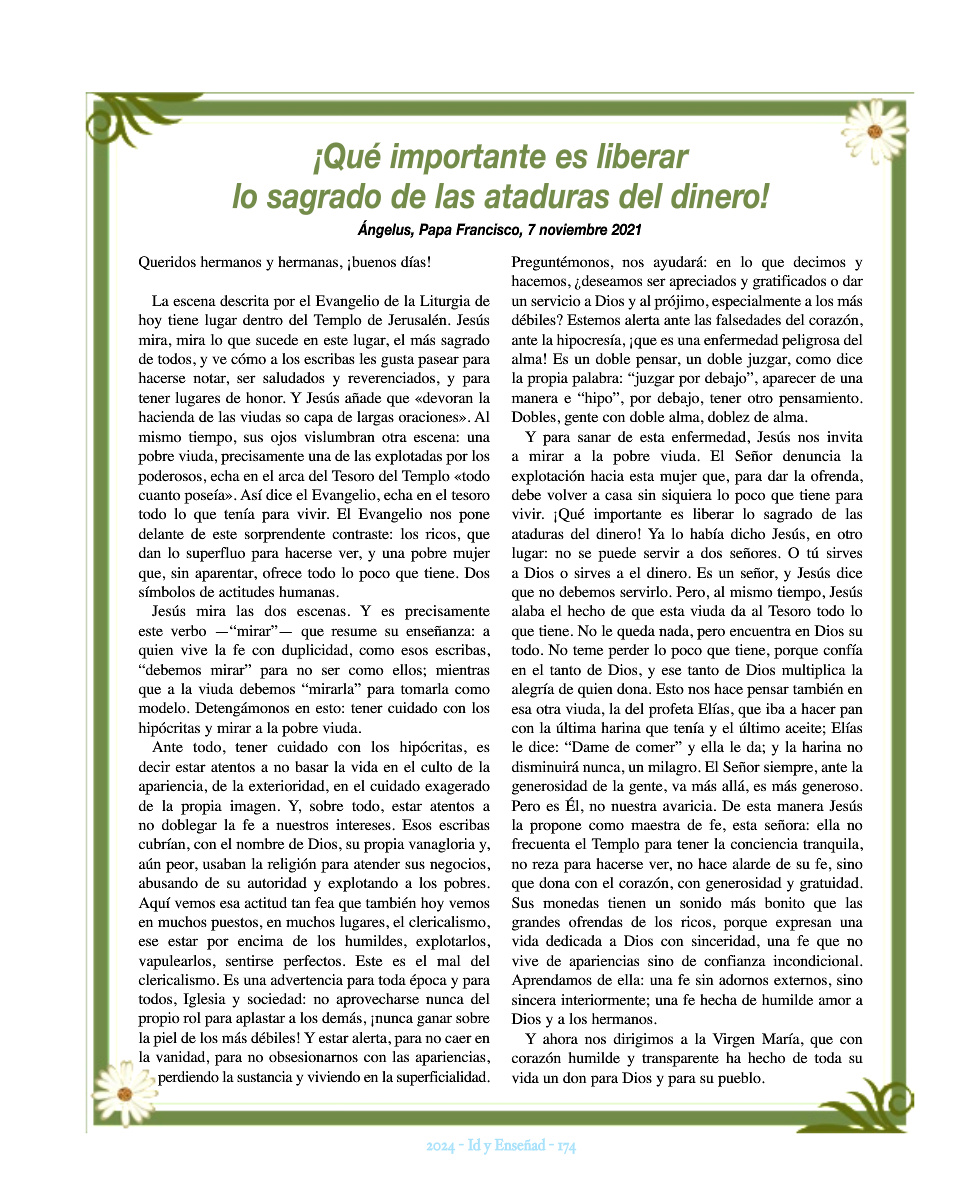 ¡Qué importante es liberar
lo sagrado de las ataduras del dinero!
Ángelus, Papa Francisco, 7 noviembre 2021
Queridos hermanos y hermanas, ¡buenos días!
La escena descrita por el Evangelio de la Liturgia de
hoy tiene lugar dentro del Templo de Jerusalén. Jesús
mira, mira lo que sucede en este lugar, el más sagrado
de todos, y ve cómo a los escribas les gusta pasear para
hacerse notar, ser saludados y reverenciados, y para
tener lugares de honor. Y Jesús añade que «devoran la
hacienda de las viudas so capa de largas oraciones». Al
mismo tiempo, sus ojos vislumbran otra escena: una
pobre viuda, precisamente una de las explotadas por los
poderosos, echa en el arca del Tesoro del Templo «todo
cuanto poseía». Así dice el Evangelio, echa en el tesoro
todo lo que tenía para vivir. El Evangelio nos pone
delante de este sorprendente contraste: los ricos, que
dan lo superfluo para hacerse ver, y una pobre mujer
que, sin aparentar, ofrece todo lo poco que tiene. Dos
símbolos de actitudes humanas.
Jesús mira las dos escenas. Y es precisamente
este verbo —“mirar”— que resume su enseñanza: a
quien vive la fe con duplicidad, como esos escribas,
“debemos mirar” para no ser como ellos; mientras
que a la viuda debemos “mirarla” para tomarla como
modelo. Detengámonos en esto: tener cuidado con los
hipócritas y mirar a la pobre viuda.
Ante todo, tener cuidado con los hipócritas, es
decir estar atentos a no basar la vida en el culto de la
apariencia, de la exterioridad, en el cuidado exagerado
de la propia imagen. Y, sobre todo, estar atentos a
no doblegar la fe a nuestros intereses. Esos escribas
cubrían, con el nombre de Dios, su propia vanagloria y,
aún peor, usaban la religión para atender sus negocios,
abusando de su autoridad y explotando a los pobres.
Aquí vemos esa actitud tan fea que también hoy vemos
en muchos puestos, en muchos lugares, el clericalismo,
ese estar por encima de los humildes, explotarlos,
vapulearlos, sentirse perfectos. Este es el mal del
clericalismo. Es una advertencia para toda época y para
todos, Iglesia y sociedad: no aprovecharse nunca del
propio rol para aplastar a los demás, ¡nunca ganar sobre
la piel de los más débiles! Y estar alerta, para no caer en
la vanidad, para no obsesionarnos con las apariencias,
perdiendo la sustancia y viviendo en la superficialidad.
Preguntémonos, nos ayudará: en lo que decimos y
hacemos, ¿deseamos ser apreciados y gratificados o dar
un servicio a Dios y al prójimo, especialmente a los más
débiles? Estemos alerta ante las falsedades del corazón,
ante la hipocresía, ¡que es una enfermedad peligrosa del
alma! Es un doble pensar, un doble juzgar, como dice
la propia palabra: “juzgar por debajo”, aparecer de una
manera e “hipo”, por debajo, tener otro pensamiento.
Dobles, gente con doble alma, doblez de alma.
Y para sanar de esta enfermedad, Jesús nos invita
a mirar a la pobre viuda. El Señor denuncia la
explotación hacia esta mujer que, para dar la ofrenda,
debe volver a casa sin siquiera lo poco que tiene para
vivir. ¡Qué importante es liberar lo sagrado de las
ataduras del dinero! Ya lo había dicho Jesús, en otro
lugar: no se puede servir a dos señores. O tú sirves
a Dios o sirves a el dinero. Es un señor, y Jesús dice
que no debemos servirlo. Pero, al mismo tiempo, Jesús
alaba el hecho de que esta viuda da al Tesoro todo lo
que tiene. No le queda nada, pero encuentra en Dios su
todo. No teme perder lo poco que tiene, porque confía
en el tanto de Dios, y ese tanto de Dios multiplica la
alegría de quien dona. Esto nos hace pensar también en
esa otra viuda, la del profeta Elías, que iba a hacer pan
con la última harina que tenía y el último aceite; Elías
le dice: “Dame de comer” y ella le da; y la harina no
disminuirá nunca, un milagro. El Señor siempre, ante la
generosidad de la gente, va más allá, es más generoso.
Pero es Él, no nuestra avaricia. De esta manera Jesús
la propone como maestra de fe, esta señora: ella no
frecuenta el Templo para tener la conciencia tranquila,
no reza para hacerse ver, no hace alarde de su fe, sino
que dona con el corazón, con generosidad y gratuidad.
Sus monedas tienen un sonido más bonito que las
grandes ofrendas de los ricos, porque expresan una
vida dedicada a Dios con sinceridad, una fe que no
vive de apariencias sino de confianza incondicional.
Aprendamos de ella: una fe sin adornos externos, sino
sincera interiormente; una fe hecha de humilde amor a
Dios y a los hermanos.
Y ahora nos dirigimos a la Virgen María, que con
corazón humilde y transparente ha hecho de toda su
vida un don para Dios y para su pueblo.
2024 - Id y Enseñad - 174